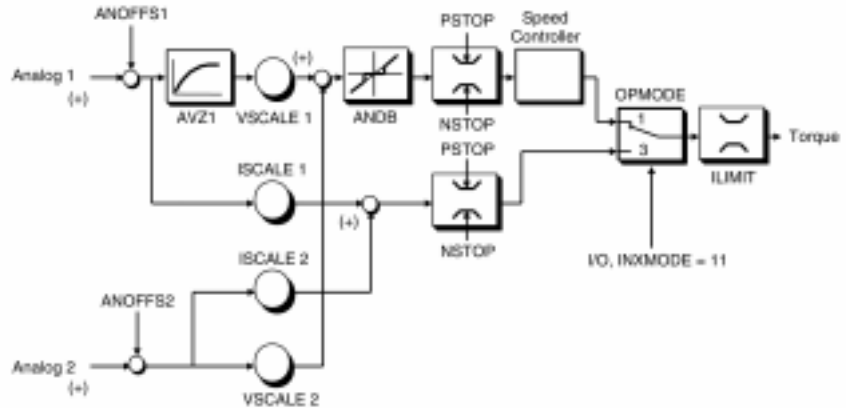 ANOFFS1
Analog 1
(+)
AVZ1
VSCALE 1
(+)
ANDB
PSTOP
NSTOP
Speed
Controller
OPMODE
1
3
ILIMIT
Torque
ISCALE 1
(+)
PSTOP
NSTOP
I/O, INXMODE = 11
ISCALE 2
ANOFFS2
Analog 2
(+)
VSCALE 2